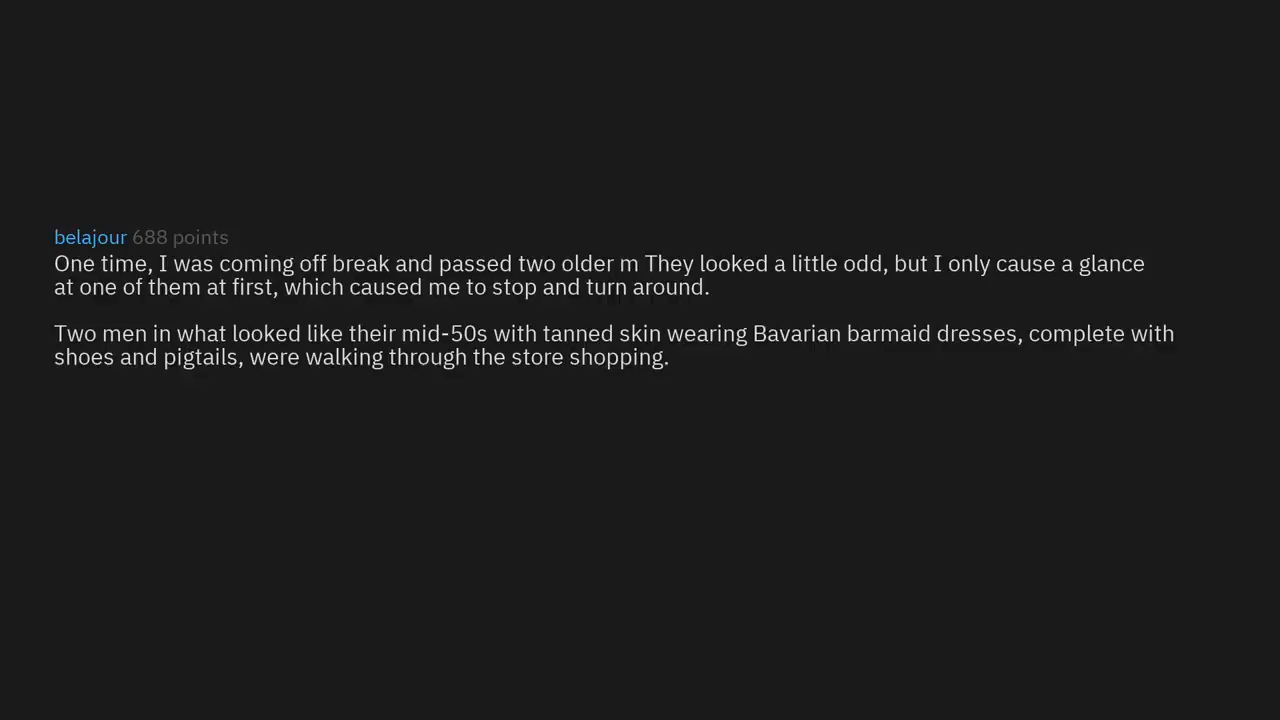 belajour 688 points
One time, I was coming off break and passed two older m They looked a little odd, but I only cause a glance
at one of them at first, which caused me to stop and turn around.
Two men in what looked like their mid-50s with tanned skin wearing Bavarian barmaid dresses, complete with
shoes and pigtails, were walking through the store shopping.